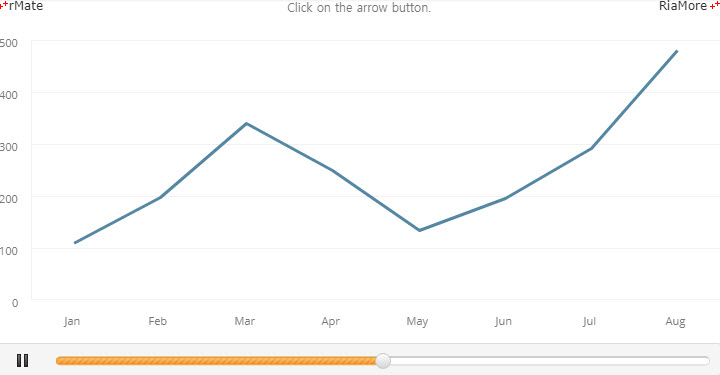 rMate
Click on the arrow button.
RiaMore
500
400
300
200
100
0
Jan Feb Mar Apr May Jun Jul Aug